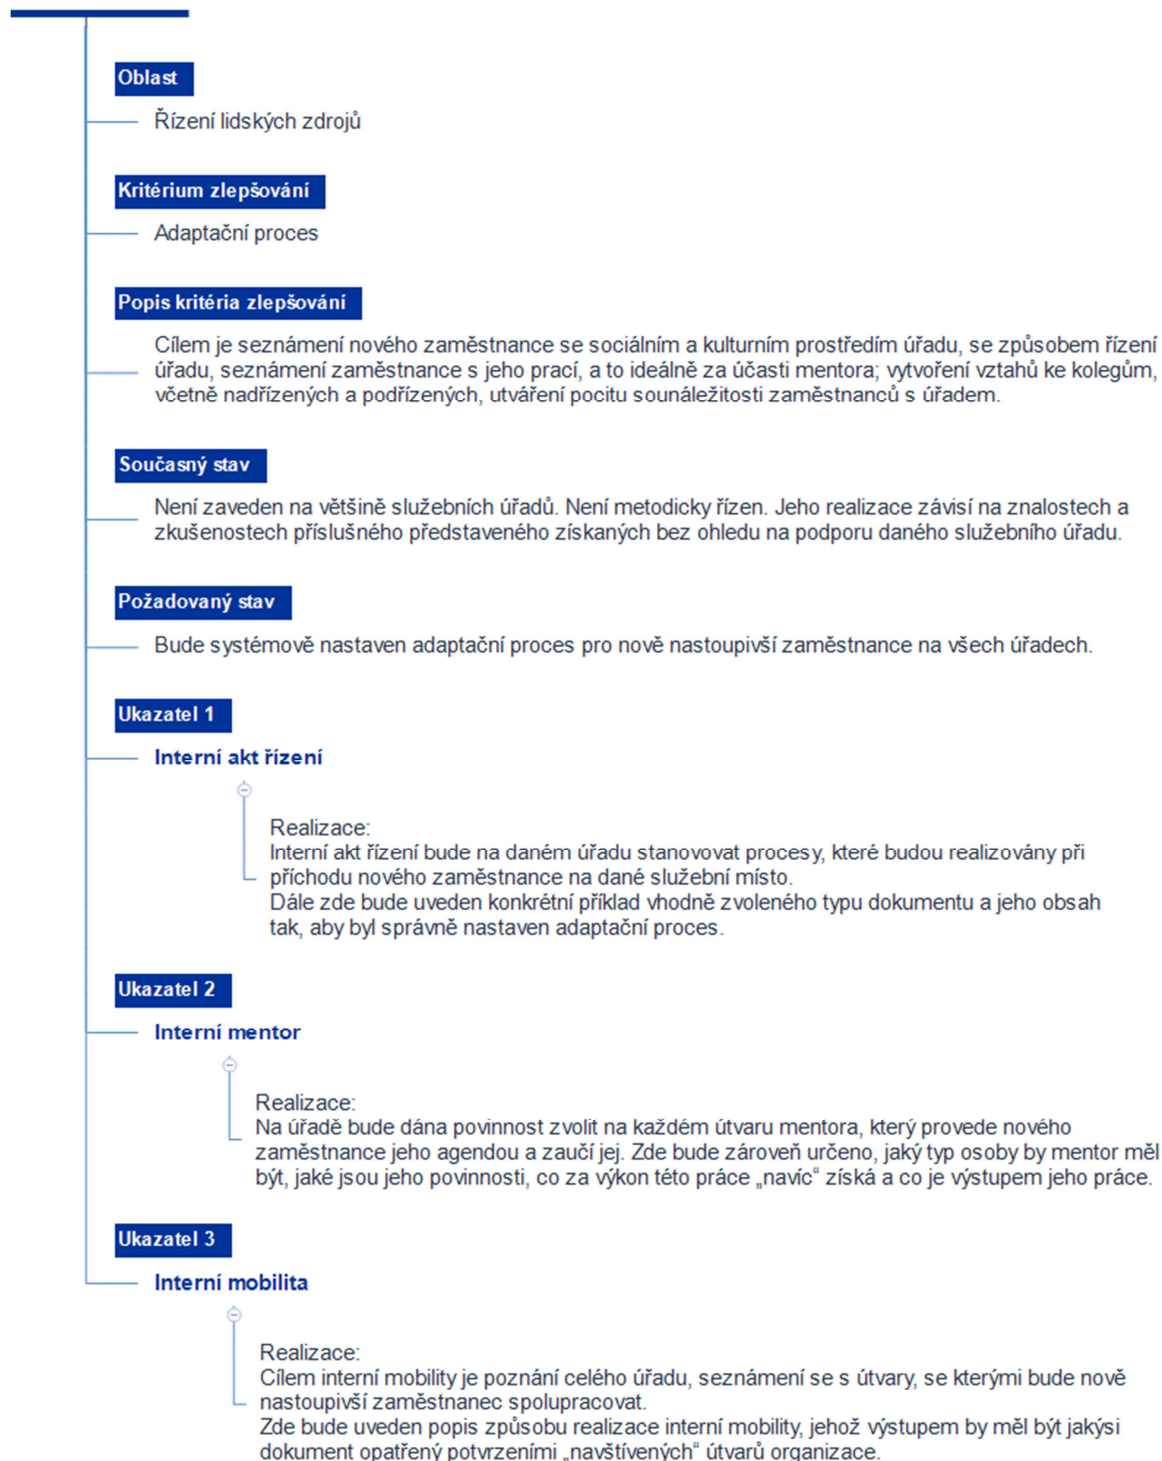 Oblast
Řízení lidských zdrojů
Kritérium zlepšování
Adaptační proces
Popis kritéria zlepšování
Cílem je seznámení nového zaměstnance se sociálním a kulturním prostředím úřadu, se způsobem řízení
úřadu, seznámení zaměstnance s jeho prací, a to ideálně za účasti mentora; vytvoření vztahů ke kolegům,
včetně nadřízených a podřízených, utváření pocitu sounáležitosti zaměstnanců s úřadem.
Současný stav
Není zaveden na většině služebních úřadů. Není metodicky řízen. Jeho realizace závisí na znalostech a
zkušenostech příslušného představeného získaných bez ohledu na podporu daného služebního úřadu.
Požadovaný stav
Bude systémově nastaven adaptační proces pro nově nastoupivší zaměstnance na všech úřadech.
Ukazatel 1
Interní akt řízení
Realizace:
Interní akt řízení bude na daném úřadu stanovovat procesy, které budou realizovány při
příchodu nového zaměstnance na dané služební místo.
Dále zde bude uveden konkrétní příklad vhodně zvoleného typu dokumentu a jeho obsah
tak, aby byl správně nastaven adaptační proces.
Ukazatel 2
Interní mentor
Realizace:
Na úřadě bude dána povinnost zvolit na každém útvaru mentora, který provede nového
zaměstnance jeho agendou a zaučí jej. Zde bude zároveň určeno, jaký typ osoby by mentor měl
být, jaké jsou jeho povinnosti, co za výkon této práce „navíc“ získá a co je výstupem jeho práce.
Ukazatel 3
Interní mobilita
Realizace:
Cílem interní mobility je poznání celého úřadu, seznámení se s útvary, se kterými bude nově
nastoupivší zaměstnanec spolupracovat.
Zde bude uveden popis způsobu realizace interní mobility, jehož výstupem by měl být jakýsi
dokument opatřený potvrzeními „navštívených“ útvarů organizace.